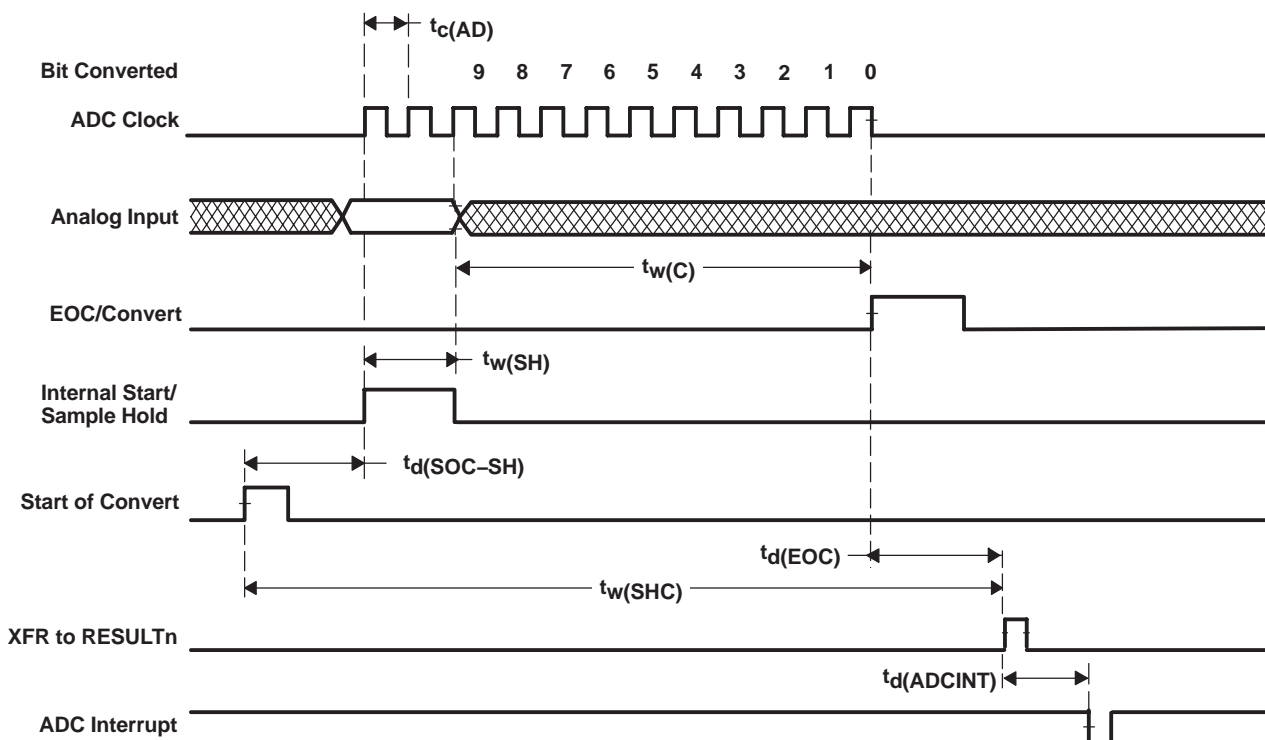 tc(AD)
Bit Converted 9 8 7 6 5 4 3 2 1 0
ADC Clock
Analog Input
tw(C)
EOC/Convert
tw(SH)
Internal Start/
Sample Hold
td(SOC–SH)
Start of Convert
td(EOC)
tw(SHC)
XFR to RESULTn
td(ADCINT)
ADC Interrupt